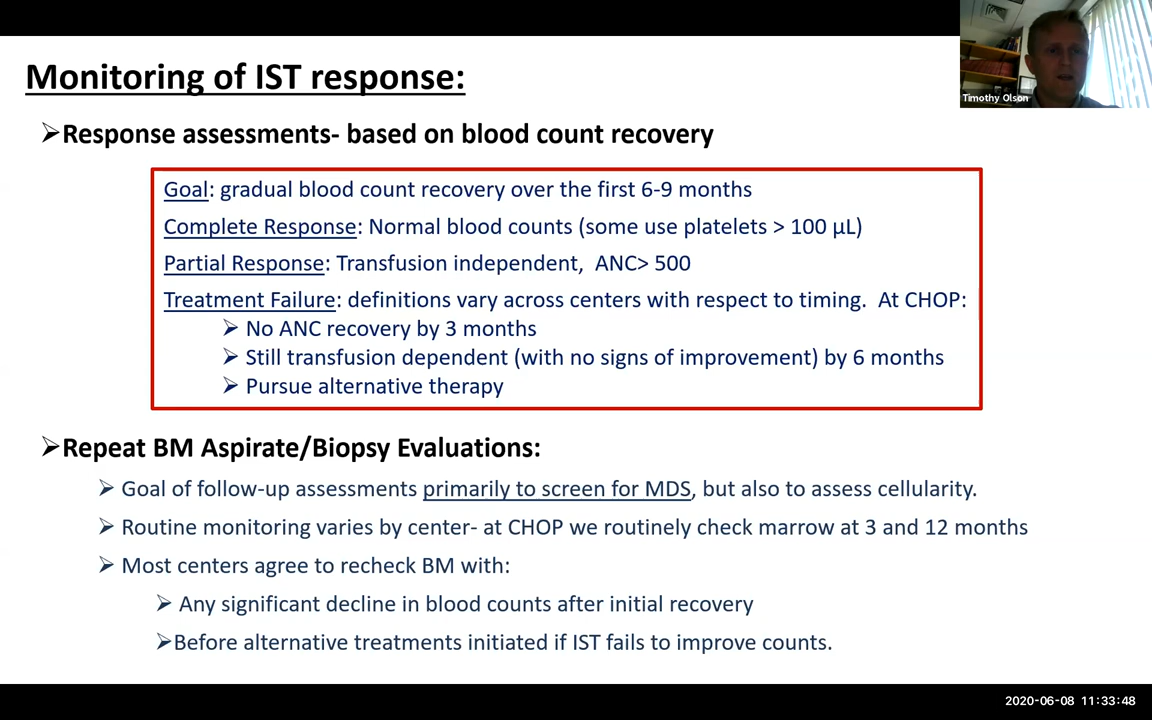 Monitoring of IST response:
Timothy Olson
➢Response assessments- based on blood count recovery
Goal: gradual blood count recovery over the first 6-9 months
Complete Response: Normal blood counts (some use platelets > 100 µL)
Partial Response: Transfusion independent,  ANC> 500
Treatment Failure: definitions vary across centers with respect to timing.  At CHOP:
➢ No ANC recovery by 3 months
➢ Still transfusion dependent (with no signs of improvement) by 6 months
➢ Pursue alternative therapy
➢Repeat BM Aspirate/Biopsy Evaluations:
➢ Goal of follow-up assessments primarily to screen for MDS, but also to assess cellularity.
➢ Routine monitoring varies by center- at CHOP we routinely check marrow at 3 and 12 months
➢ Most centers agree to recheck BM with:
➢ Any significant decline in blood counts after initial recovery
➢Before alternative treatments initiated if IST fails to improve counts.
2020-06-08 11:33:48